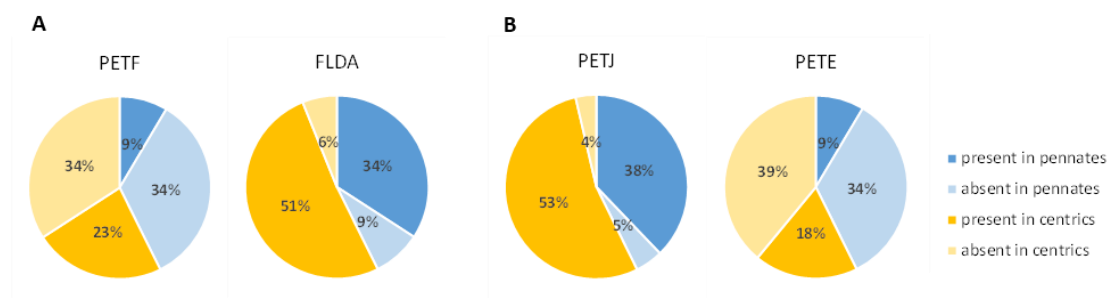 A
B
PETF
FLDA
PETJ
PETE
9%
34%
23%
34%
34%
9%
51%
6%
38%
5%
53%
4%
9%
34%
18%
39%
present in pennates
absent in pennates
present in centrics
absent in centrics